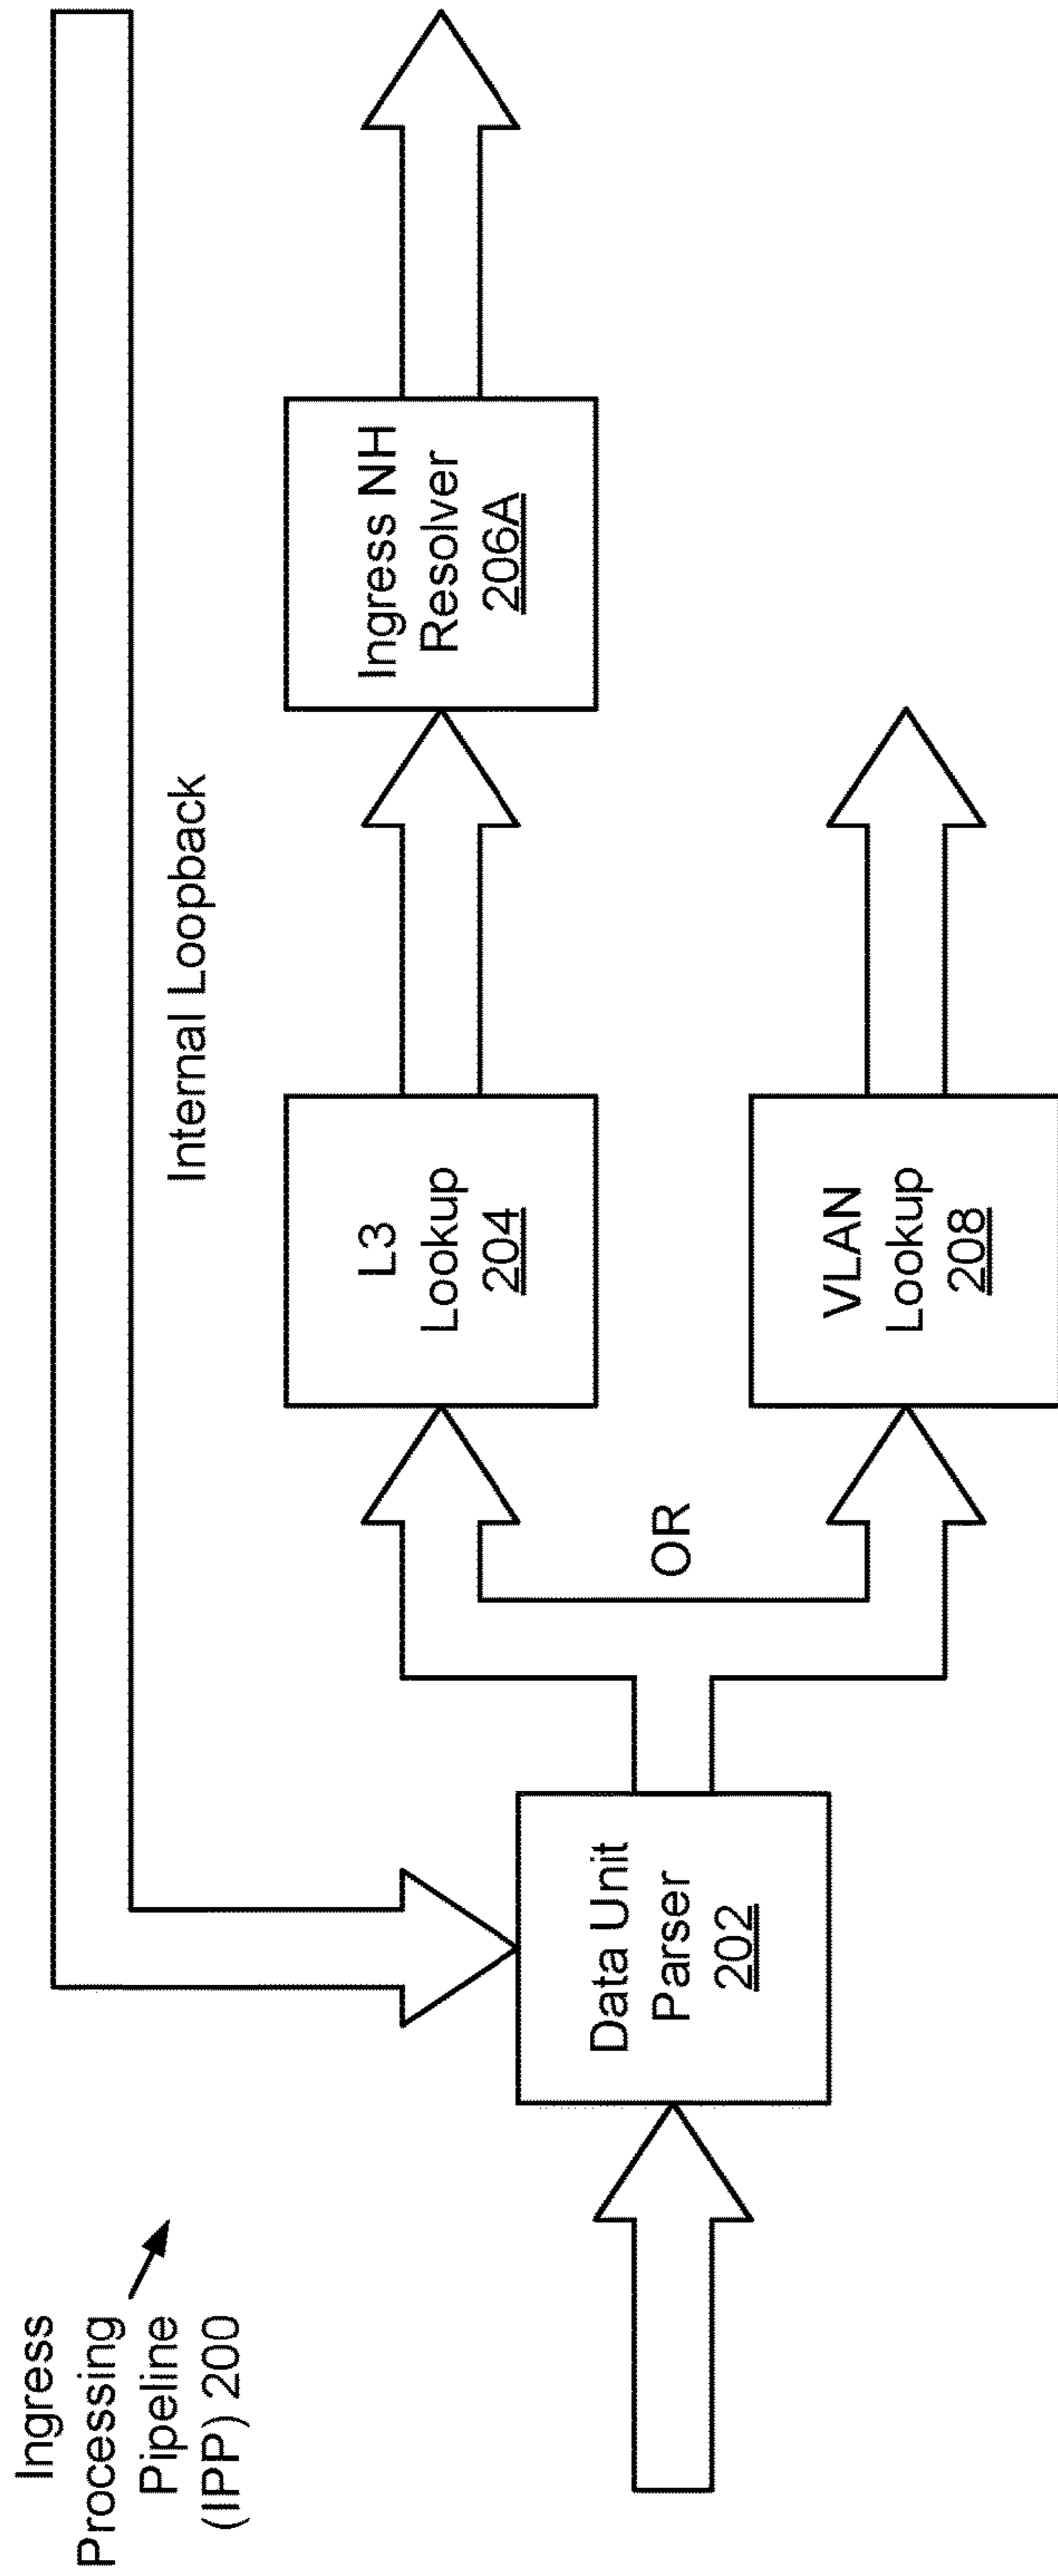 Ingress
Processing
Pipeline
(IPP) 200
Internal Loopback
Data Unit
Parser
202
OR
L3
Lookup
204
Ingress NH
Resolver
206A
VLAN
Lookup
208